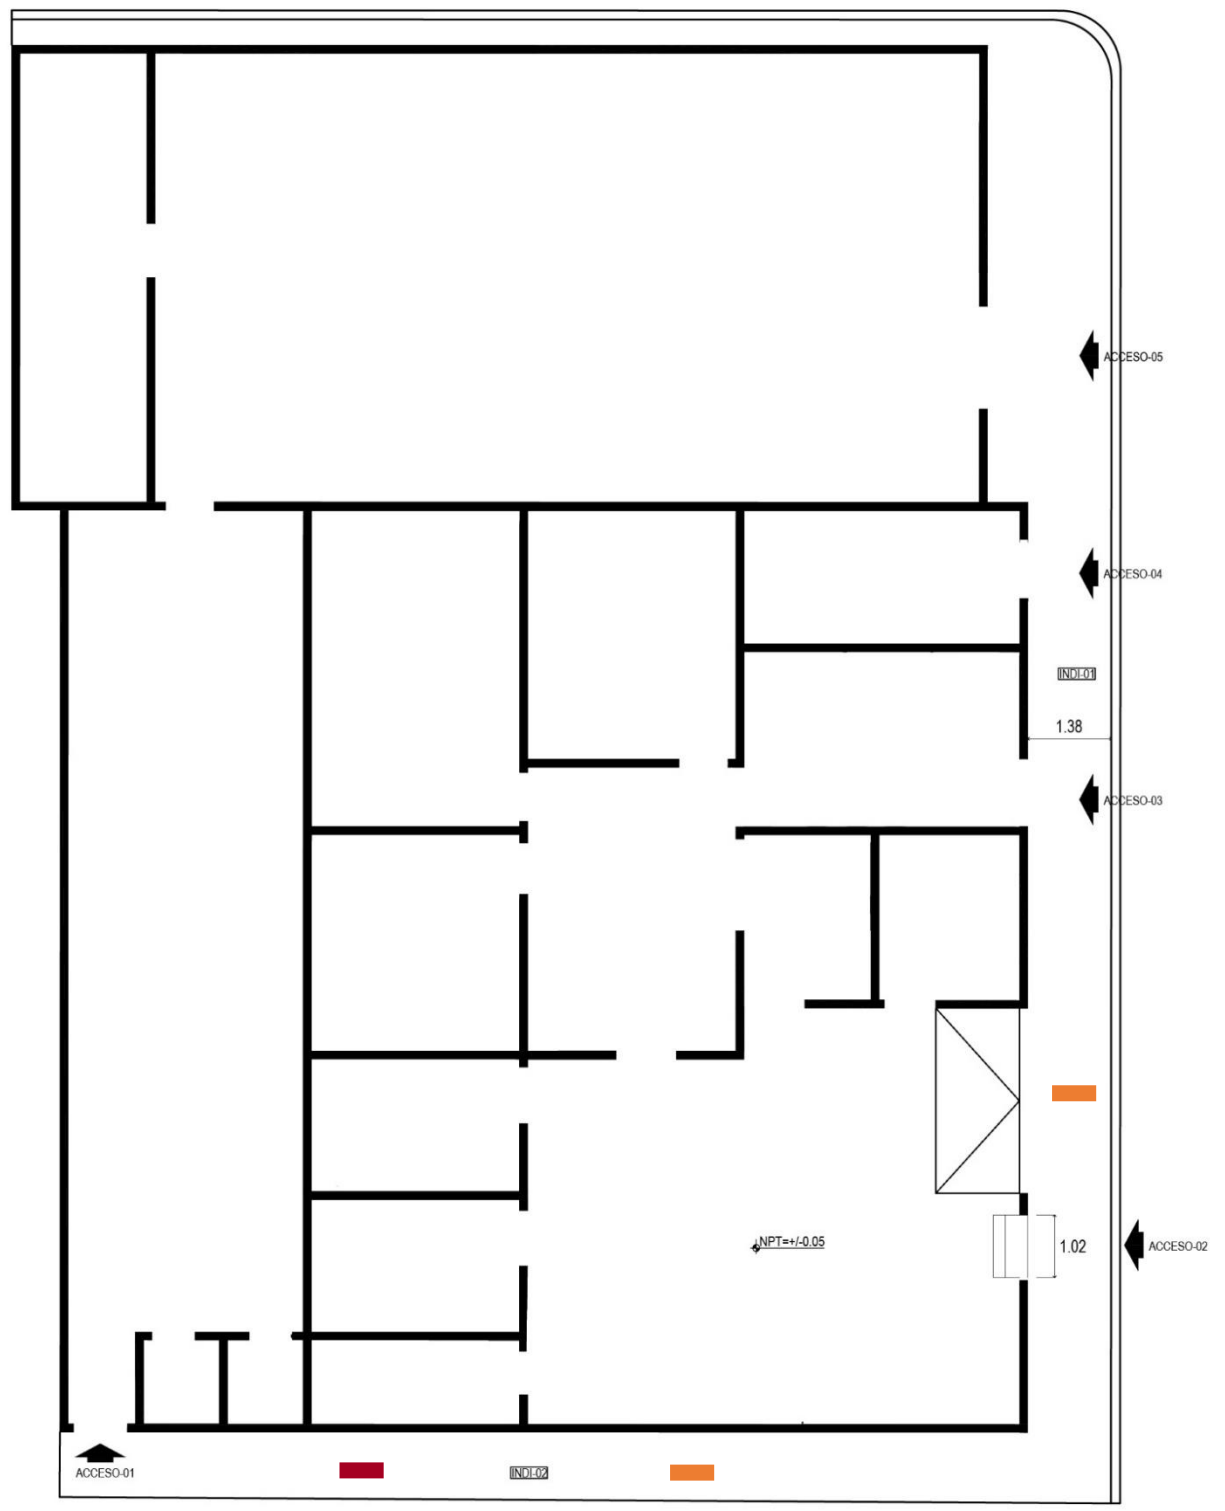 ACCESO-05
ACCESO-04
INDI-01
1.38
ACCESO-03
NPT=+/-0.05
1.02
ACCESO-02
ACCESO-01
INDI-02